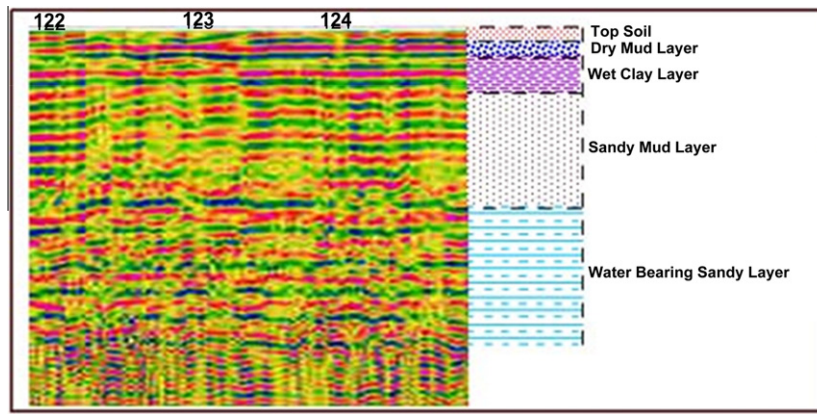 122 123 124
Top Soil
Dry Mud Layer
Wet Clay Layer
Sandy Mud Layer
Water Bearing Sandy Layer